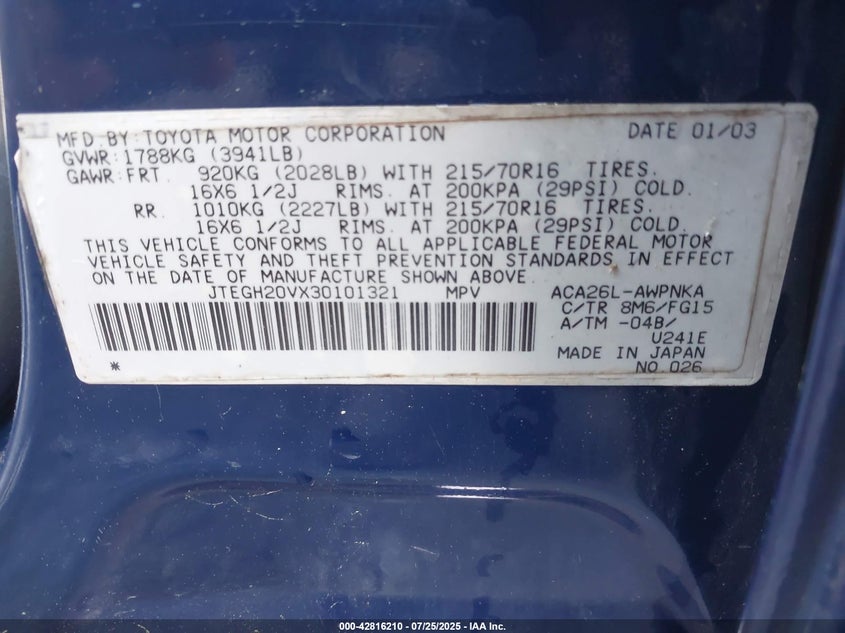 MFD.BY:TOYOTA MOTOR CORPORATION DATE 01/03
GVWR:1788KG (3941LB)
GAWR:FRT. 920KG (2028LB) WITH 215/70R16 TIRES.
16X6 1/2J RIMS. AT 200KPA (29PSI) COLD.
RR. 1010KG (2227LB) WITH 215/70R16 TIRES.
16X6 1/2J RIMS. AT 200KPA (29PSI) COLD.
THIS VEHICLE CONFORMS TO ALL APPLICABLE FEDERAL MOTOR
VEHICLE SAFETY AND THEFT PREVENTION STANDARDS IN EFFECT
ON THE DATE OF MANUFACTURE SHOWN ABOVE.
JTEGH20VX30101321 MPV ACA26L-AWPNKA
C/TR 8M6/FG15
A/TM -04B/
U241E
MADE IN JAPAN
* NO.026
000-42816210 - 07/25/2025 - IAA Inc.